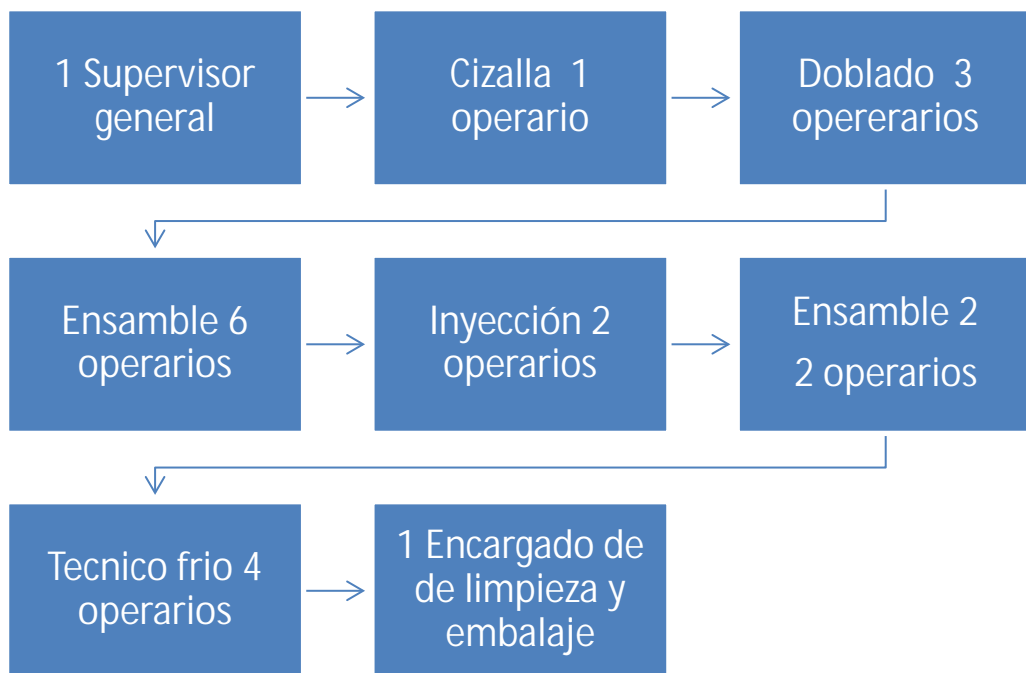 1 Supervisor
general
Cizalla 1
operario
Doblado 3
opererarios
Ensamble 6
operarios
Inyección 2
operarios
Ensamble 2
2 operarios
Tecnico frio 4
operarios
1 Encargado de
de limpieza y
embalaje